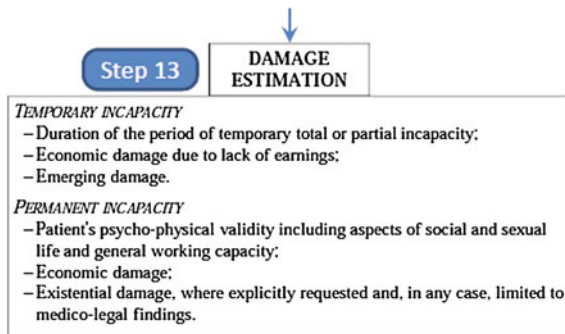 Step 13
DAMAGE
ESTIMATION
TEMPORARY INCAPACITY
–Duration of the period of temporary total or partial incapacity;
–Economic damage due to lack of earnings;
–Emerging damage.
PERMANENT INCAPACITY
–Patient's psycho-physical validity including aspects of social and sexual
life and general working capacity;
–Economic damage;
–Existential damage, where explicitly requested and, in any case, limited to
medico-legal findings.